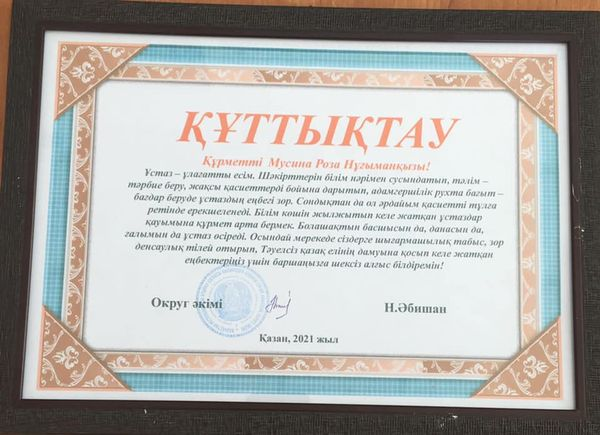 ҚҰТТЫҚТАУ
Құрметті Мусина Роза Нұғыманқызы!
Ұстаз – ұлағатты есім. Шәкірттерін білім нәрімен сусындатып, тәлім –
тәрбие беру, жақсы қасиеттерді бойына дарытып, адамгершілік рухта бағыт –
бағдар беруде ұстаздың еңбегі зор. Сондықтан да ол әрдайым қасиетті тұлға
ретінде ерекшеленеді. Білім көшін жылжытып келе жатқан ұстаздар
қауымына құрмет арта бермек. Болашақтың басшысын да, данасын да,
ғалымын да ұстаз өсіреді. Осындай мерекеде сіздерге шығармашылық табыс, зор
денсаулық тілей отырып, Тәуелсіз қазақ елінің дамуына қосып келе жатқан
еңбектеріңіз үшін баршаңызға шексіз алғыс білдіремін!
Округ әкімі Н.Әбишан
Қазан, 2021 жыл